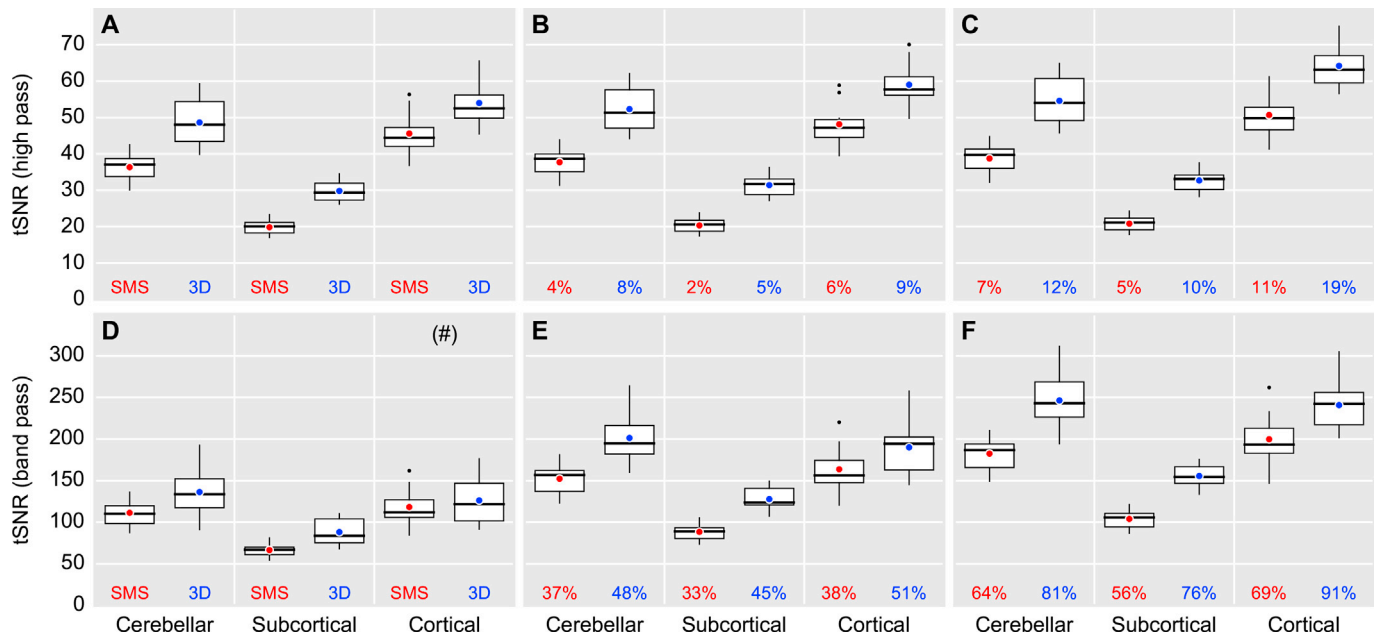 A B C
tSNR (high pass)
70
60
50
40
30
20
10
0
SMS 3D SMS 3D SMS 3D 4% 8% 2% 5% 6% 9% 7% 12% 5% 10% 11% 19%
D (#) E F
tSNR (band pass)
300
250
200
150
100
50
0
SMS 3D SMS 3D SMS 3D 37% 48% 33% 45% 38% 51% 64% 81% 56% 76% 69% 91%
Cerebellar Subcortical Cortical Cerebellar Subcortical Cortical Cerebellar Subcortical Cortical